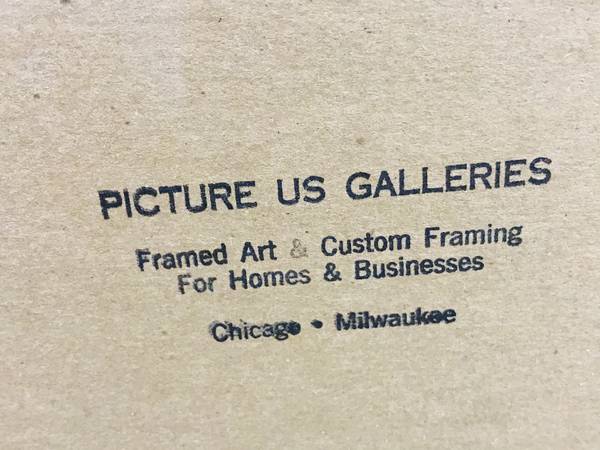 PICTURE US GALLERIES
Framed Art & Custom Framing
For Homes & Businesses
Chicago • Milwaukee